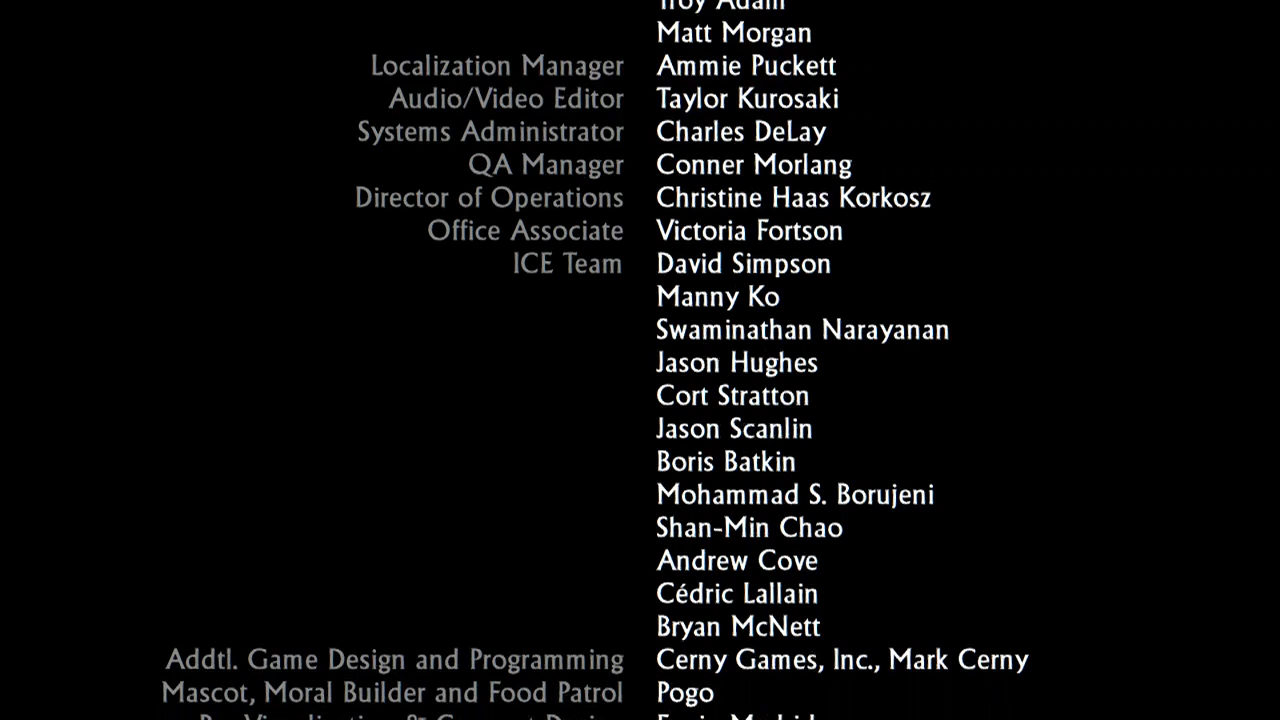 Troy Adam
Matt Morgan
Localization Manager Ammie Puckett
Audio/Video Editor Taylor Kurosaki
Systems Administrator Charles DeLay
QA Manager Conner Morlang
Director of Operations Christine Haas Korkosz
Office Associate Victoria Fortson
ICE Team David Simpson
Manny Ko
Swaminathan Narayanan
Jason Hughes
Cort Stratton
Jason Scanlin
Boris Batkin
Mohammad S. Borujeni
Shan-Min Chao
Andrew Cove
Cédric Lallain
Bryan McNett
Addtl. Game Design and Programming Cerny Games, Inc., Mark Cerny
Mascot, Moral Builder and Food Patrol Pogo